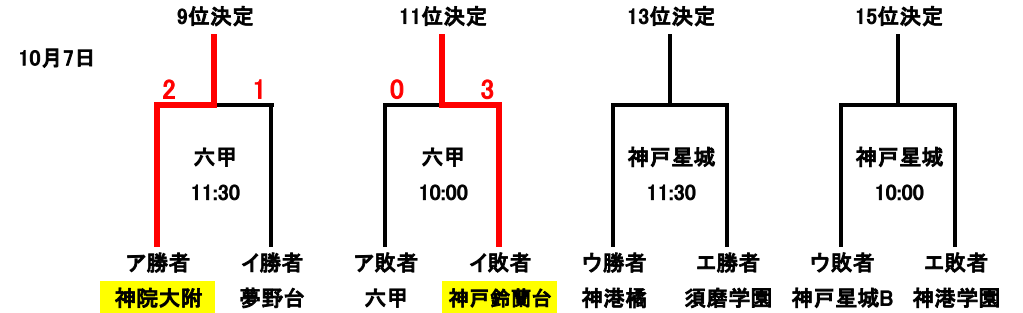 9位決定 11位決定 13位決定 15位決定
10月7日
2 1 0 3
六甲 六甲 神戸星城 神戸星城
11:30 10:00 11:30 10:00
ア勝者 イ勝者 ア敗者 イ敗者 ウ勝者 エ勝者 ウ敗者 エ敗者
神院大附 夢野台 六甲 神戸鈴蘭台 神港橘 須磨学園 神戸星城B 神港学園